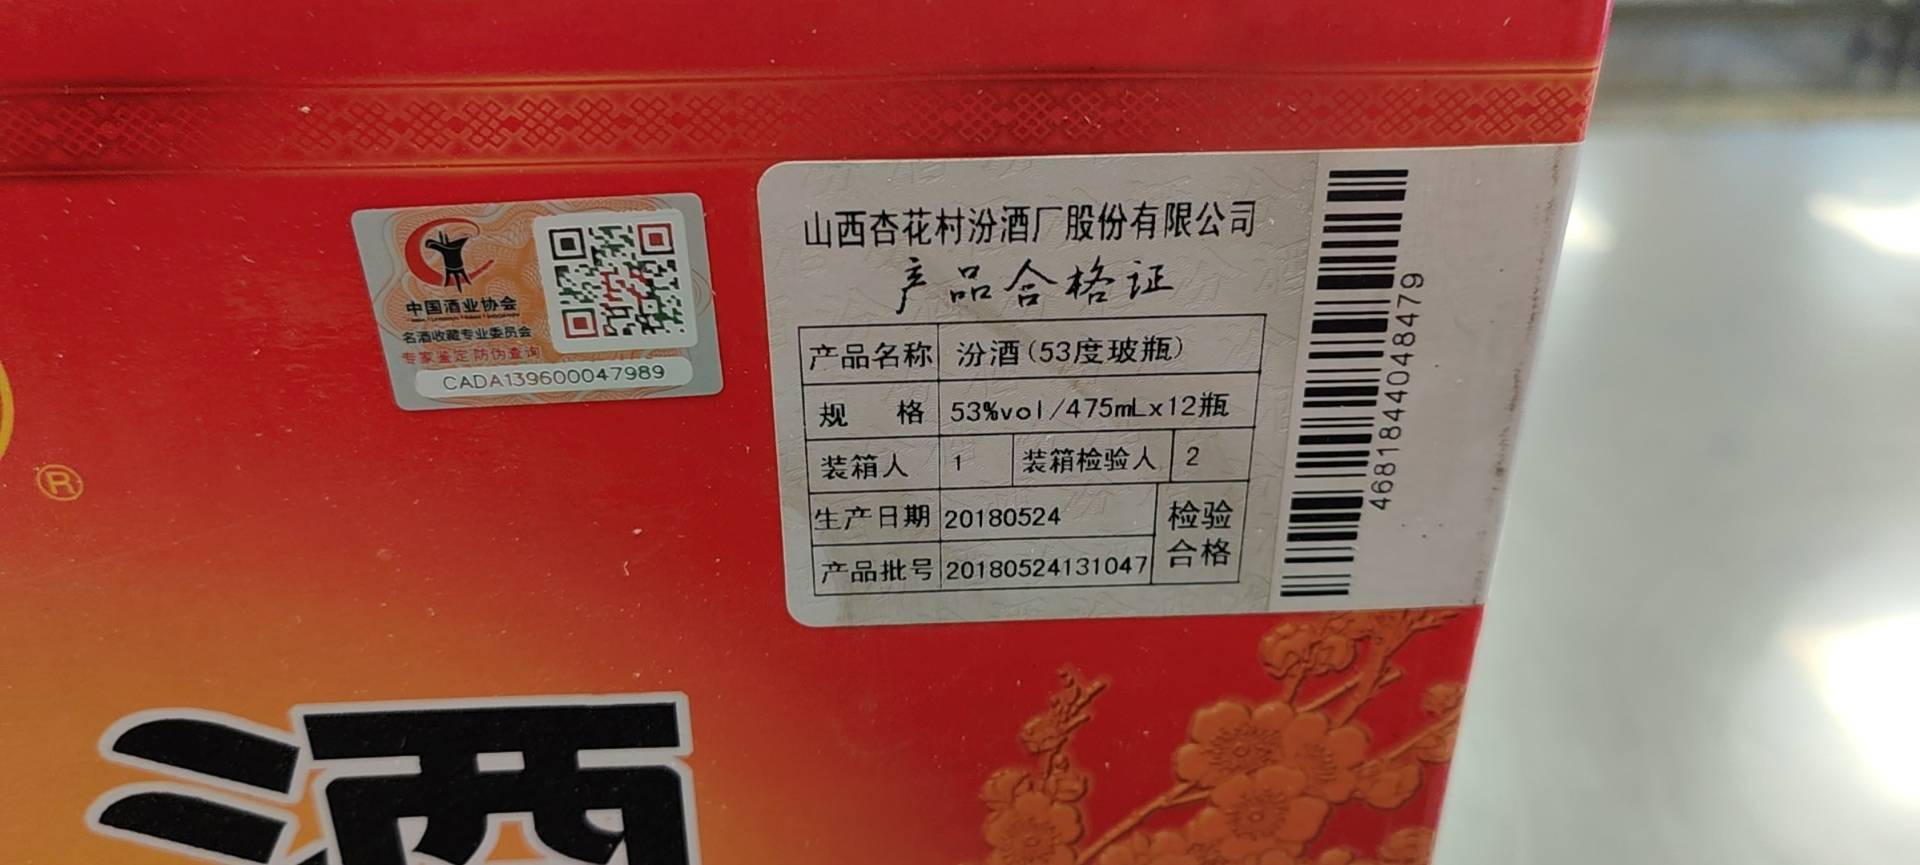 中国酒业协会
名酒收藏专业委员会
专家鉴定 防伪查询
CADA139600047989
山西杏花村汾酒厂股份有限公司
产品合格证
产品名称 汾酒(53度玻瓶)
规 格 53%vol/475mLx12瓶
装箱人 1 装箱检验人 2
生产日期 20180524
检验合格
产品批号 20180524131047
4681844048479
®
酒